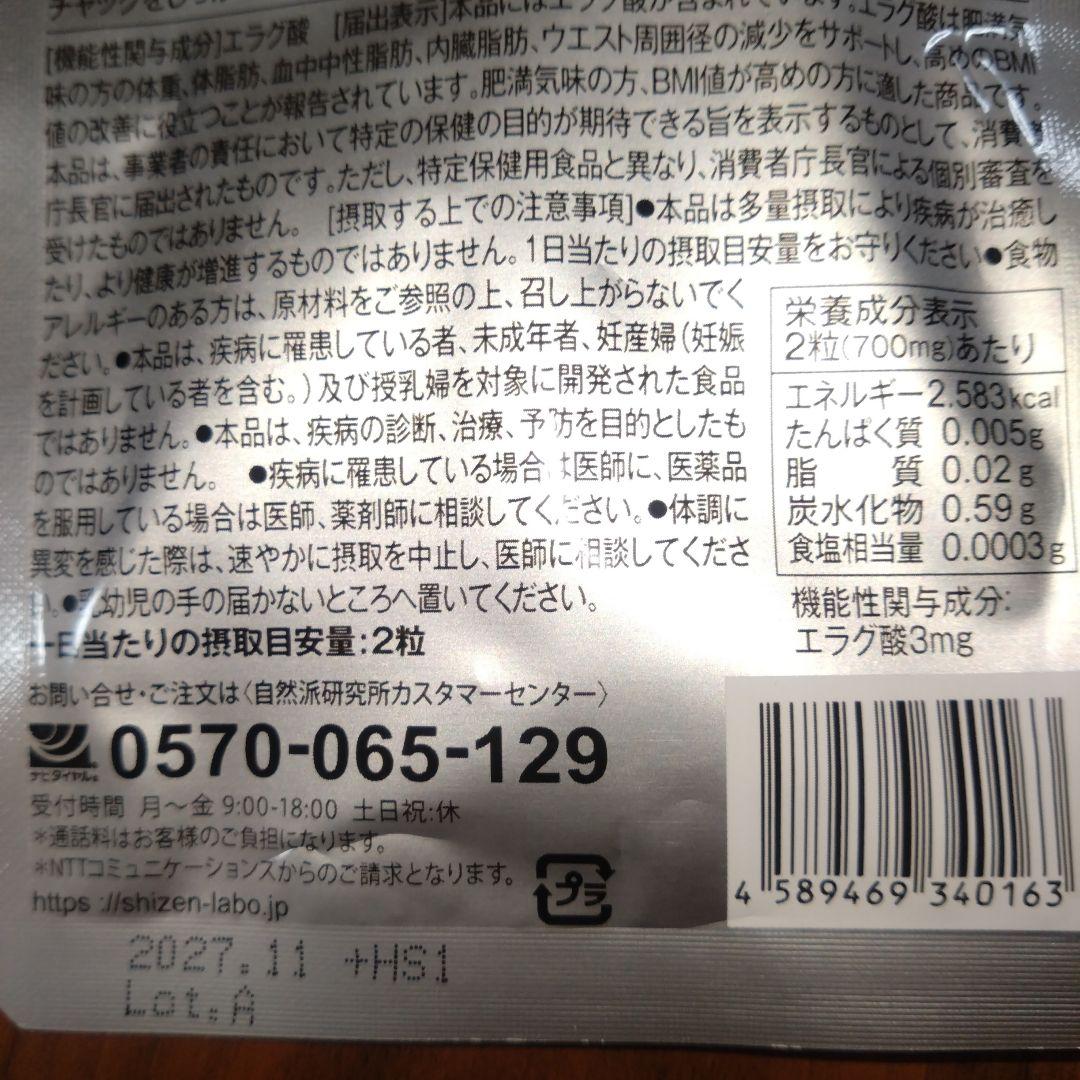 チャックをしっか
[機能性関与成分]エラグ酸 [届出表示]本品にはエラグ酸が含まれています。エラグ酸は肥満気
味の方の体重、体脂肪、血中中性脂肪、内臓脂肪、ウエスト周囲径の減少をサポートし、高めのBMI
値の改善に役立つことが報告されています。肥満気味の方、BMI値が高めの方に適した商品です。
本品は、事業者の責任において特定の保健の目的が期待できる旨を表示するものとして、消費者
庁長官に届出されたものです。ただし、特定保健用食品と異なり、消費者庁長官による個別審査を
受けたものではありません。 [摂取する上での注意事項]●本品は多量摂取により疾病が治癒し
たり、より健康が増進するものではありません。1日当たりの摂取目安量をお守りください●食物
アレルギーのある方は、原材料をご参照の上、召し上がらないでく
ださい。●本品は、疾病に罹患している者、未成年者、妊産婦(妊娠
を計画している者を含む。)及び授乳婦を対象に開発された食品
ではありません。●本品は、疾病の診断、治療、予防を目的としたも
のではありません。 ●疾病に罹患している場合は医師に、医薬品
を服用している場合は医師、薬剤師に相談してください。●体調に
異変を感じた際は、速やかに摂取を中止し、医師に相談してくださ
い。●乳幼児の手の届かないところへ置いてください。
一日当たりの摂取目安量:2粒
栄養成分表示
2粒(700mg)あたり
エネルギー 2.583kcal
たんぱく質 0.005g
脂質 0.02g
炭水化物 0.59g
食塩相当量 0.0003g
機能性関与成分:
エラグ酸3mg
お問い合せ・ご注文は〈自然派研究所カスタマーセンター〉
ナビダイヤル®
0570-065-129
受付時間 月〜金 9:00-18:00 土日祝:休
*通話料はお客様のご負担になります。
*NTTコミュニケーションズからのご請求となります。
https ://shizen-labo.jp
プラ
4 589469 340163
2027.11 +HS1
Lot.A